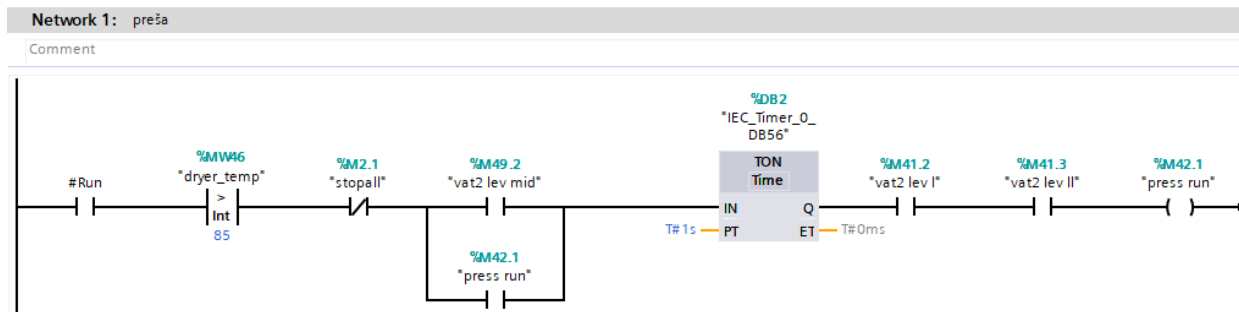 Network 1: preša
Comment
%DB2
"IEC_Timer_0_
DB56"
%MW46
"dryer_temp"
%M2.1
"stopall"
%M49.2
"vat2 lev mid"
TON
Time
%M41.2
"vat2 lev I"
%M41.3
"vat2 lev II"
%M42.1
"press run"
#Run
>
Int
85
IN
Q
T#1s
PT
ET
T#0ms
%M42.1
"press run"